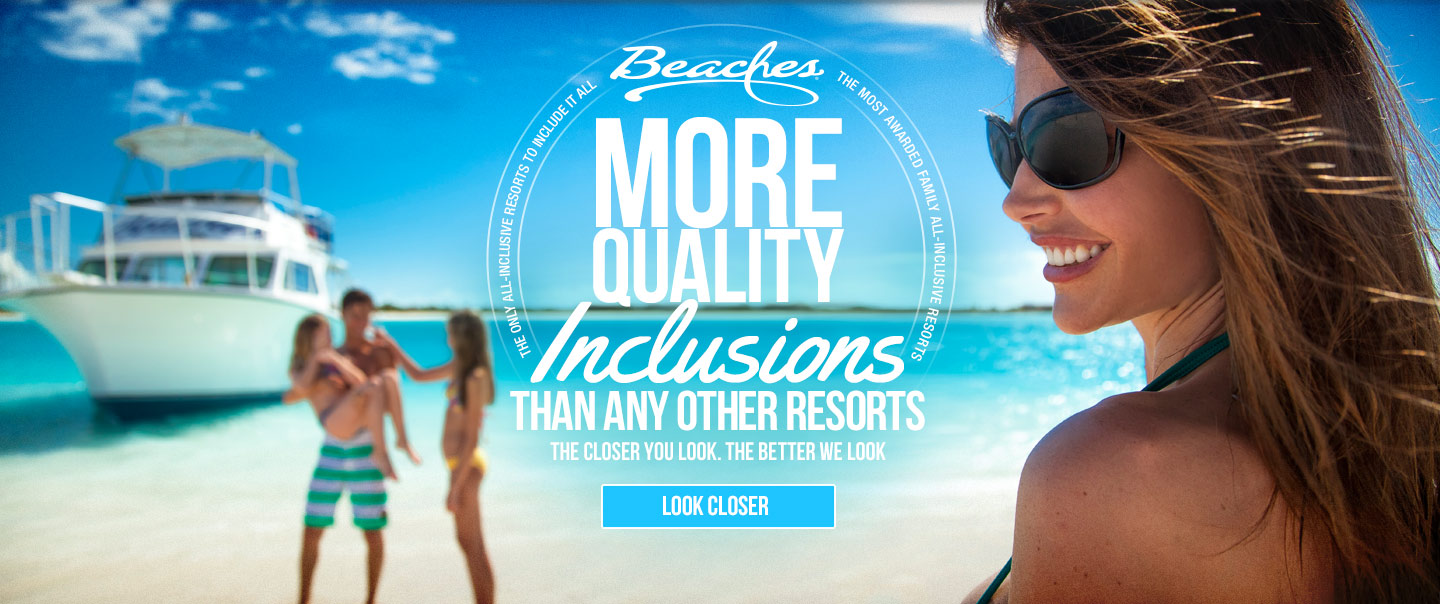 Beaches
THE ONLY ALL-INCLUSIVE RESORTS TO INCLUDE IT ALL
THE MOST AWARDED FAMILY ALL-INCLUSIVE RESORTS
MORE
QUALITY
Inclusions
THAN ANY OTHER RESORTS
THE CLOSER YOU LOOK. THE BETTER WE LOOK
LOOK CLOSER